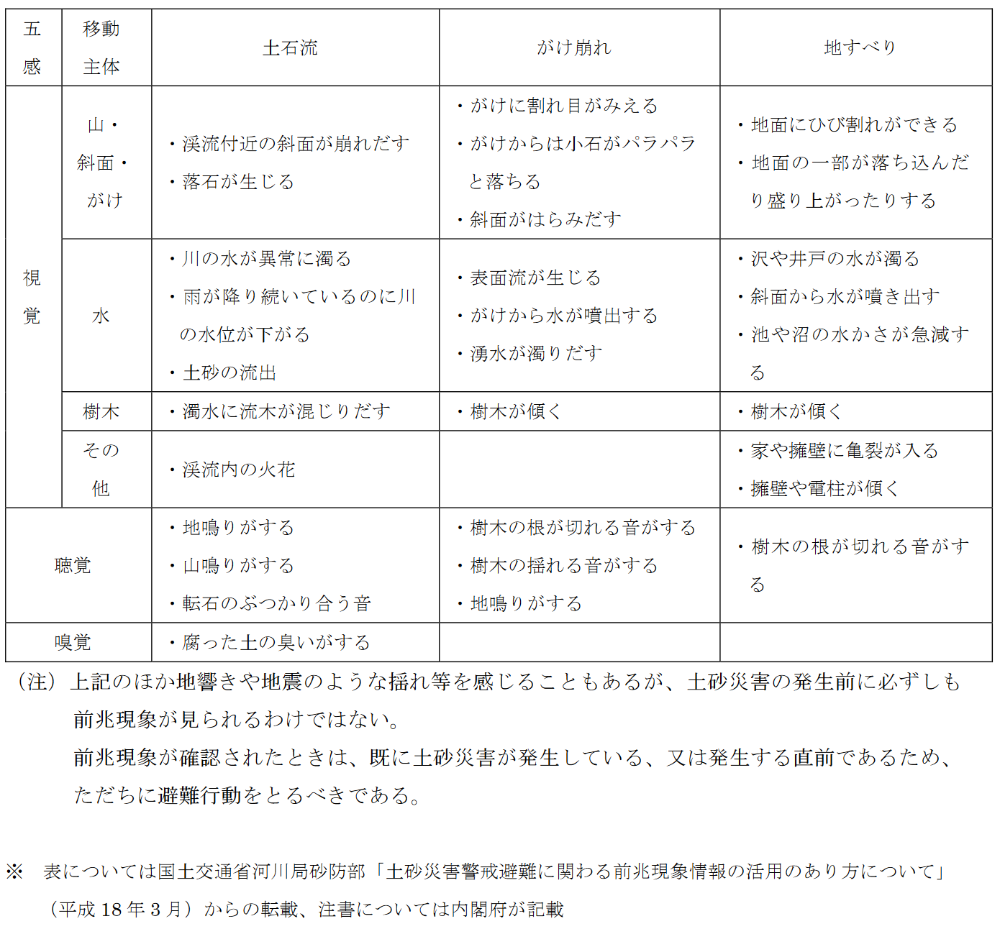 五感
移動主体
土石流
がけ崩れ
地すべり
視覚
山・
斜面・
がけ
・渓流付近の斜面が崩れだす
・落石が生じる
・がけに割れ目がみえる
・がけからは小石がパラパラ
と落ちる
・斜面がはらみだす
・地面にひび割れができる
・地面の一部が落ち込んだ
り盛り上がったりする
水
・川の水が異常に濁る
・雨が降り続いているのに川
の水位が下がる
・土砂の流出
・表面流が生じる
・がけから水が噴出する
・湧水が濁りだす
・沢や井戸の水が濁る
・斜面から水が噴き出す
・池や沼の水かさが急減す
る
樹木
・濁水に流木が混じりだす
・樹木が傾く
・樹木が傾く
その
他
・渓流内の火花
・家や擁壁に亀裂が入る
・擁壁や電柱が傾く
聴覚
・地鳴りがする
・山鳴りがする
・転石のぶつかり合う音
・樹木の根が切れる音がする
・樹木の揺れる音がする
・地鳴りがする
・樹木の根が切れる音がす
る
嗅覚
・腐った土の臭いがする
（注）上記のほか地響きや地震のような揺れ等を感じることもあるが、土砂災害の発生前に必ずしも
前兆現象が見られるわけではない。
前兆現象が確認されたときは、既に土砂災害が発生している、又は発生する直前であるため、
ただちに避難行動をとるべきである。
※　表については国土交通省河川局砂防部「土砂災害警戒避難に関わる前兆現象情報の活用のあり方について」
（平成 18 年 3 月）からの転載、注書については内閣府が記載